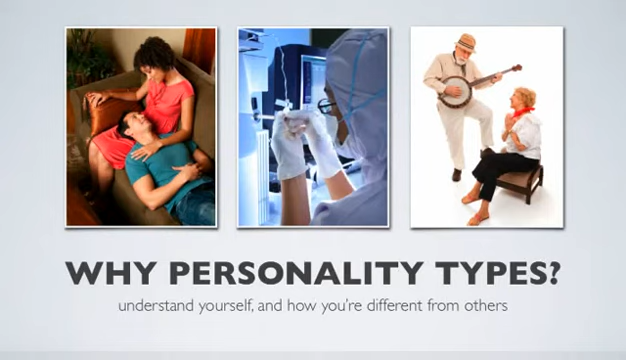 WHY PERSONALITY TYPES?
understand yourself, and how you're different from others